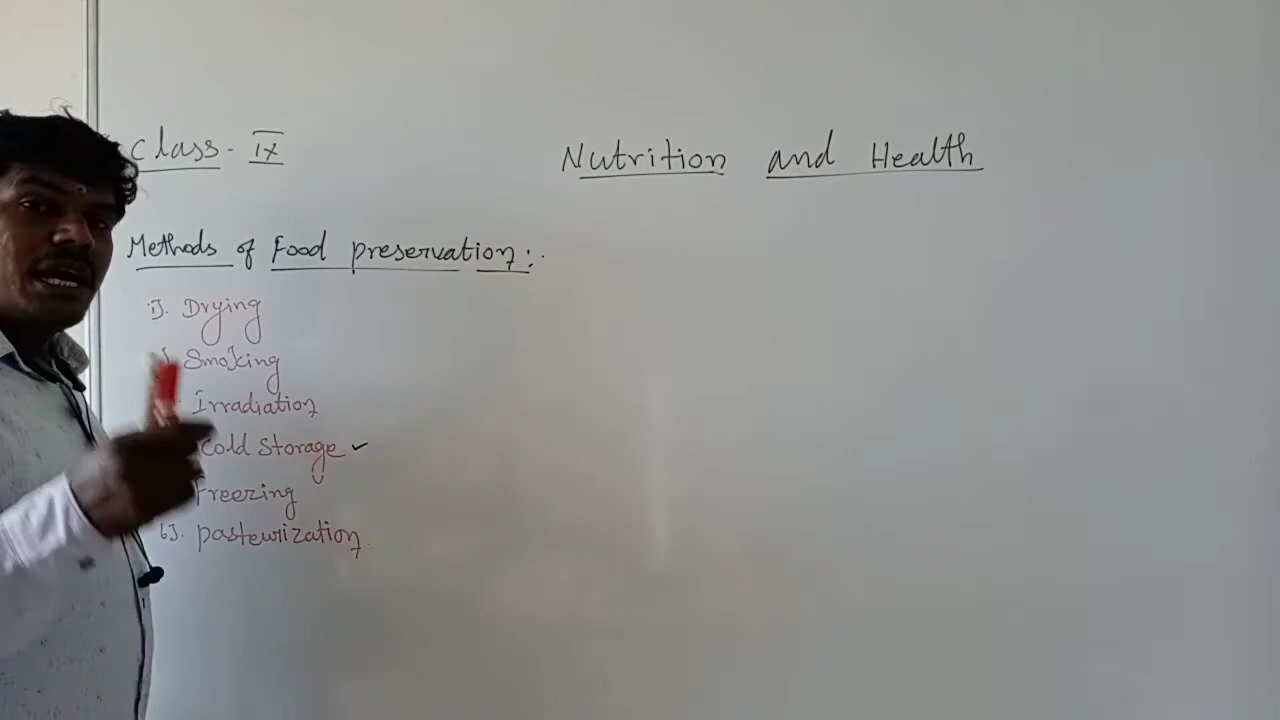 Class - IX
Nutrition and Health
Methods of Food preservation :-
1). Drying
Smoking
Irradiation
Cold Storage ✓
Freezing
6). pasteurization